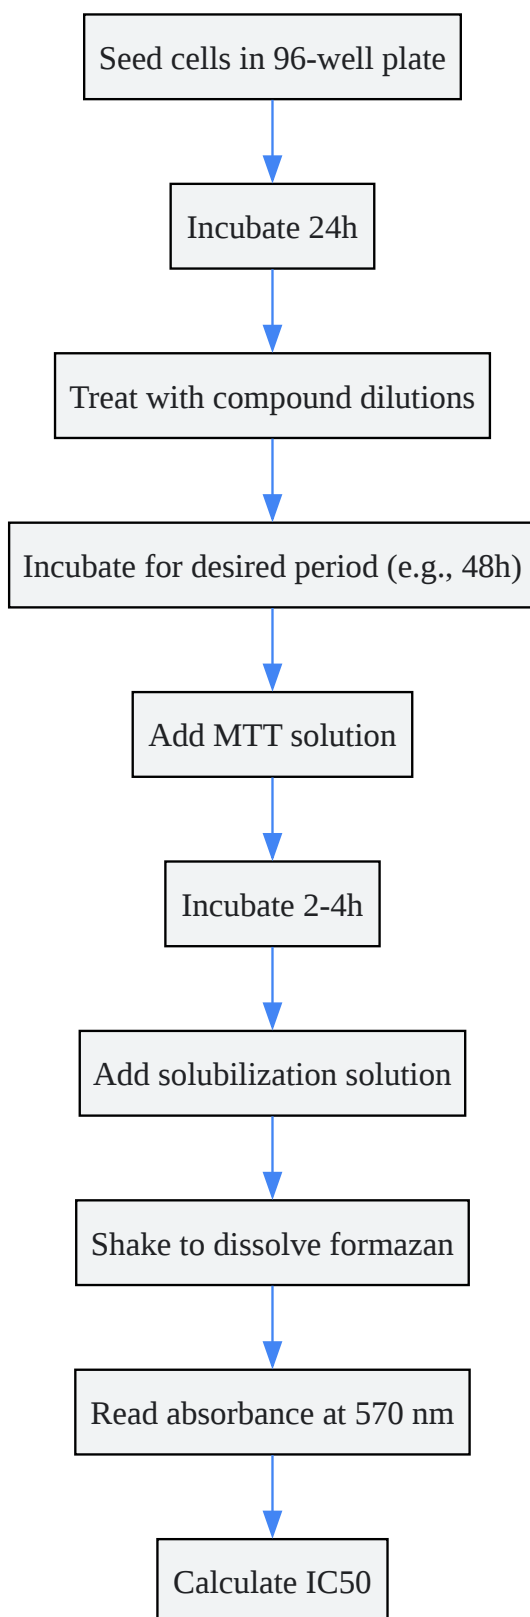 Seed cells in 96-well plate
Incubate 24h
Treat with compound dilutions
Incubate for desired period (e.g., 48h)
Add MTT solution
Incubate 2-4h
Add solubilization solution
Shake to dissolve formazan
Read absorbance at 570 nm
Calculate IC50